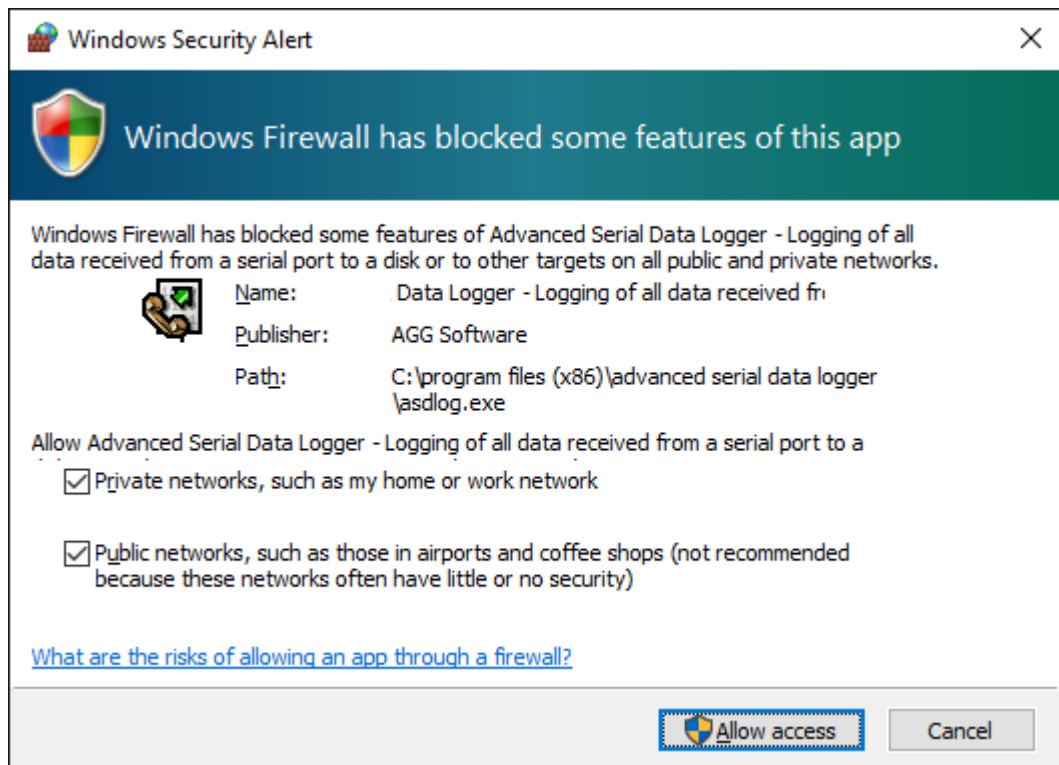 Windows Security Alert
Windows Firewall has blocked some features of this app
Windows Firewall has blocked some features of Advanced Serial Data Logger - Logging of all
data received from a serial port to a disk or to other targets on all public and private networks.
Name: Data Logger - Logging of all data received
Publisher: AGG Software
Path: C:\program files (x86)\advanced serial data logger
\asdlog.exe
Allow Advanced Serial Data Logger - Logging of all data received from a serial port to a
Private networks, such as my home or work network
Public networks, such as those in airports and coffee shops (not recommended
because these networks often have little or no security)
What are the risks of allowing an app through a firewall?
Allow access Cancel